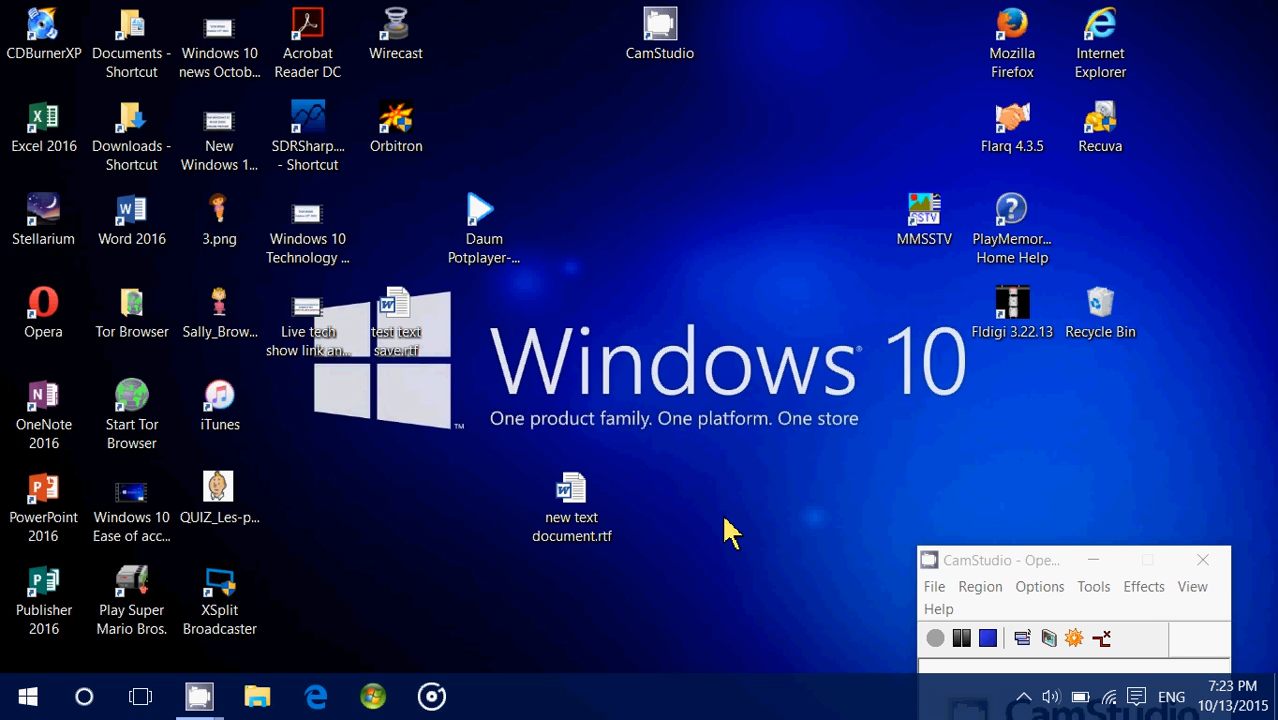 CDBurnerXP
Documents -
Shortcut
Windows 10
news Octob...
Acrobat
Reader DC
Wirecast
CamStudio
Mozilla
Firefox
Internet
Explorer
Excel 2016
Downloads -
Shortcut
New
Windows 1...
SDRSharp....
- Shortcut
Orbitron
Flarq 4.3.5
Recuva
Stellarium
Word 2016
3.png
Windows 10
Technology ...
Daum
Potplayer-...
SSTV
MMSSTV
PlayMemor...
Home Help
Opera
Tor Browser
Sally_Brow...
Live tech
show link an...
test text
save.rtf
Fldigi 3.22.13
Recycle Bin
Windows® 10
One product family. One platform. One store
TM
OneNote
2016
Start Tor
Browser
iTunes
PowerPoint
2016
Windows 10
Ease of acc...
QUIZ_Les-p...
new text
document.rtf
Publisher
2016
Play Super
Mario Bros.
XSplit
Broadcaster
CamStudio - Ope...
File Region Options Tools Effects View
Help
CamStudio
ENG
7:23 PM
10/13/2015